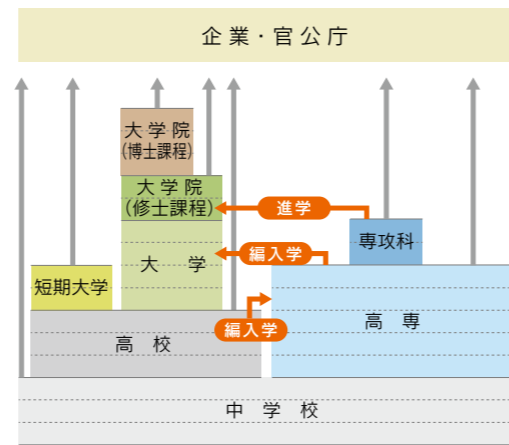 企業・官公庁
大学院
(博士課程)
大学院
(修士課程)
進学
専攻科
大 学
編入学
短期大学
高 専
編入学
高 校
中 学 校